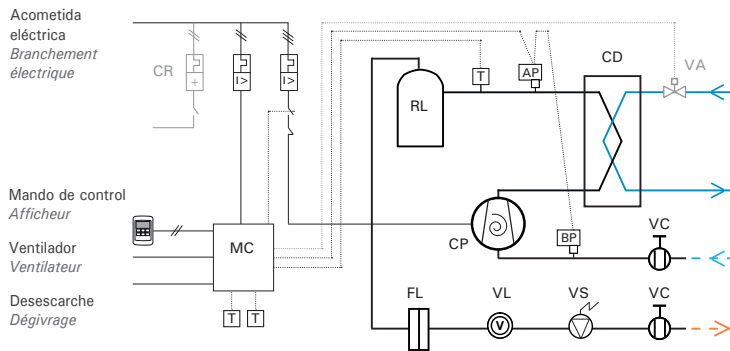 Acometida
eléctrica
Branchement
électrique
CR
+
I>
I>
T
AP
CD
VA
RL
Mando de control
Afficheur
MC
CP
BP
VC
Ventilador
Ventilateur
Desescarche
Dégivrage
T
T
FL
VL
VS
VC
V